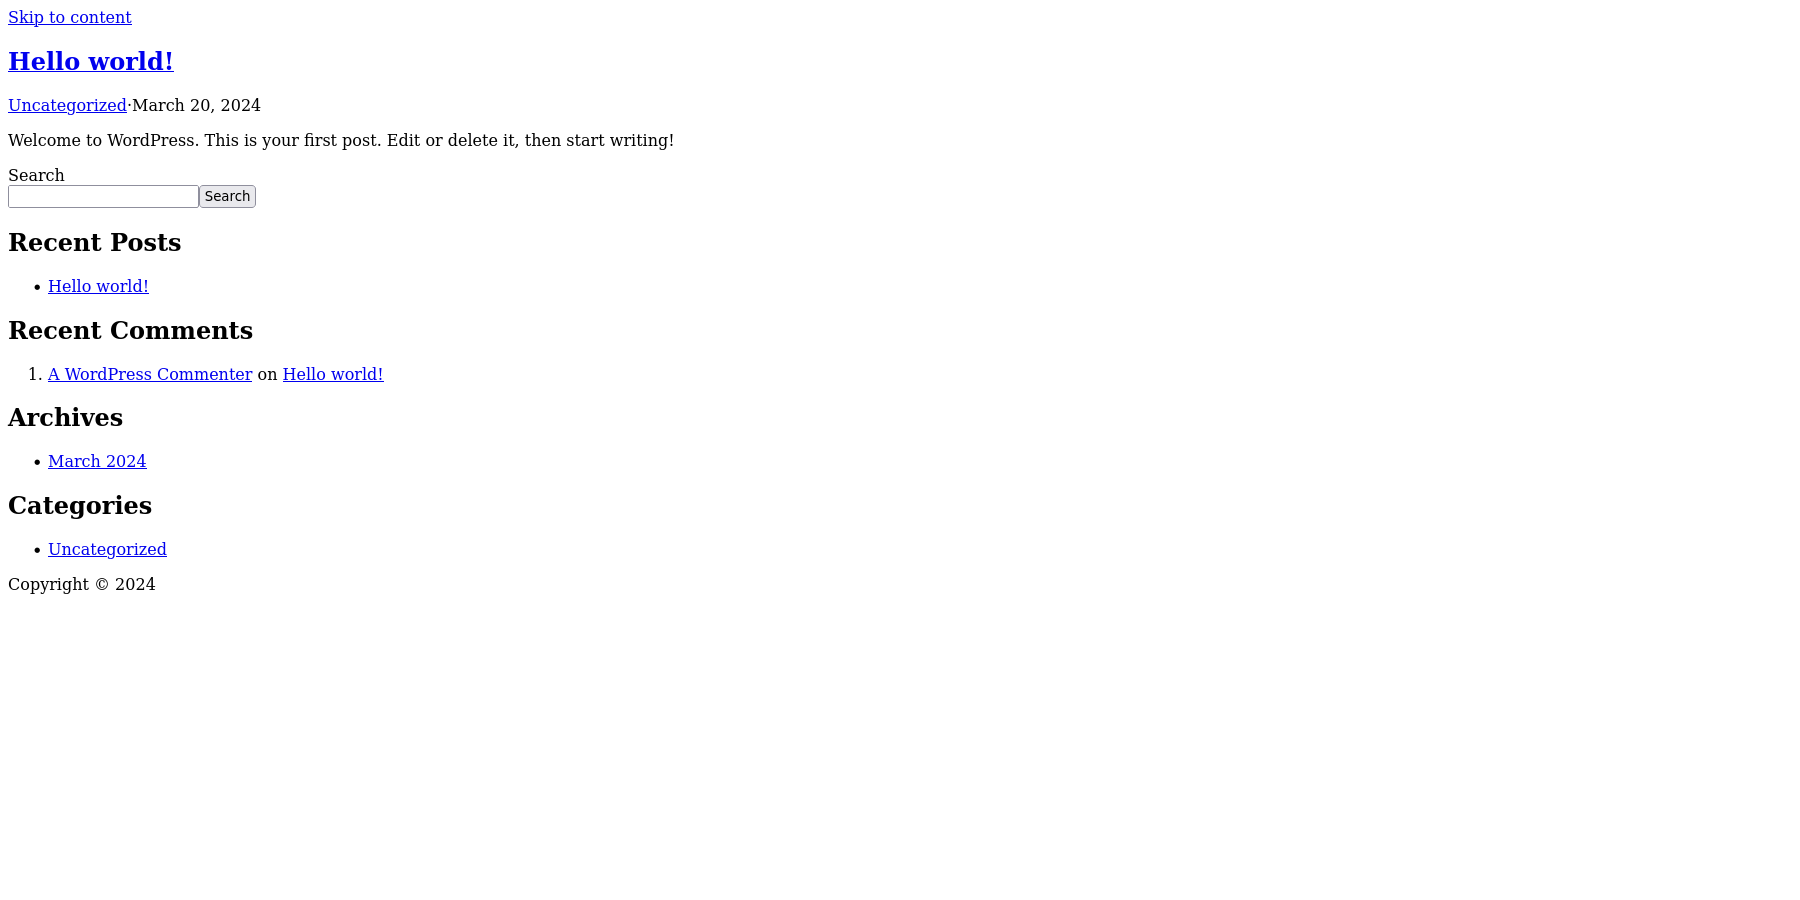 Skip to content
Hello world!
Uncategorized·March 20, 2024
Welcome to WordPress. This is your first post. Edit or delete it, then start writing!
Search
Search
Recent Posts
• Hello world!
Recent Comments
1. A WordPress Commenter on Hello world!
Archives
• March 2024
Categories
• Uncategorized
Copyright © 2024